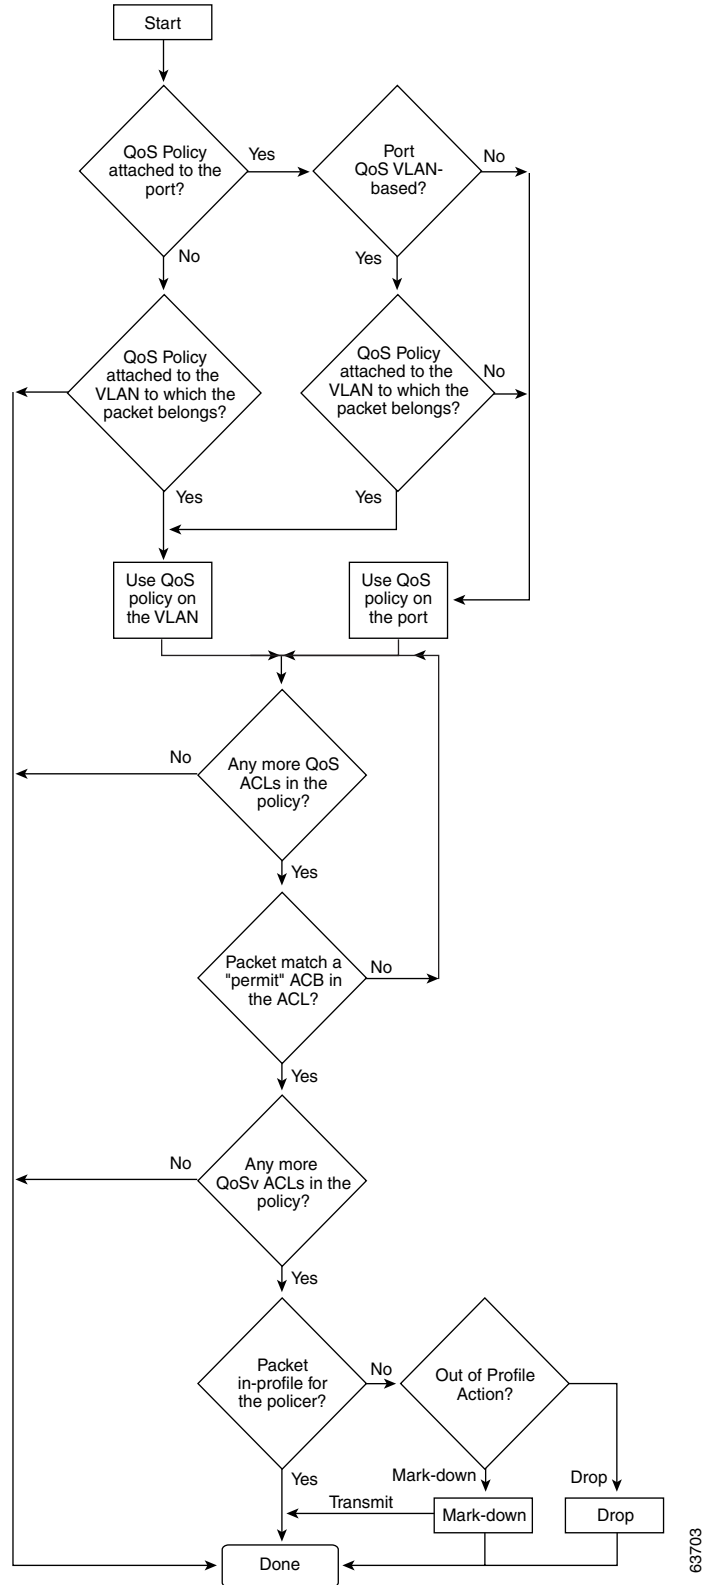 Start
QoS Policy
attached to the
port?
Yes
Port
QoS VLAN-
based?
No
No
Yes
QoS Policy
attached to the
VLAN to which the
packet belongs?
QoS Policy
attached to the
VLAN to which the
packet belongs?
No
Yes
Yes
Use QoS
policy on
the VLAN
Use QoS
policy on
the port
No
Any more QoS
ACLs in the
policy?
Yes
Packet match a
"permit" ACB in
the ACL?
No
Yes
No
Any more
QoSv ACLs in the
policy?
Yes
Packet
in-profile for
the policer?
No
Out of Profile
Action?
Yes
Mark-down
Drop
Transmit
Mark-down
Drop
Done
63703